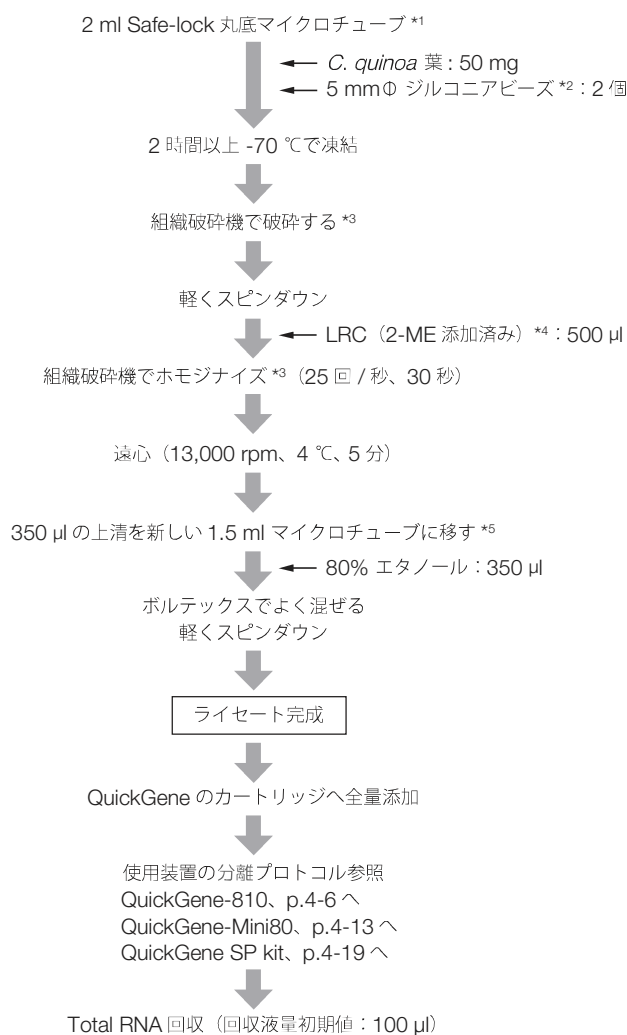 2 ml Safe-lock 丸底マイクロチューブ *1
C. quinoa 葉 : 50 mg
5 mmΦ ジルコニアビーズ *2：2 個
2 時間以上 -70 ℃で凍結
組織破砕機で破砕する *3
軽くスピンダウン
LRC（2-ME 添加済み）*4：500 µl
組織破砕機でホモジナイズ *3（25 回 / 秒、30 秒）
遠心（13,000 rpm、4 ℃、5 分）
350 µl の上清を新しい 1.5 ml マイクロチューブに移す *5
80% エタノール：350 µl
ボルテックスでよく混ぜる
軽くスピンダウン
ライセート完成
QuickGene のカートリッジへ全量添加
使用装置の分離プロトコル参照
QuickGene-810、p.4-6 へ
QuickGene-Mini80、p.4-13 へ
QuickGene SP kit、p.4-19 へ
Total RNA 回収（回収液量初期値：100 µl）